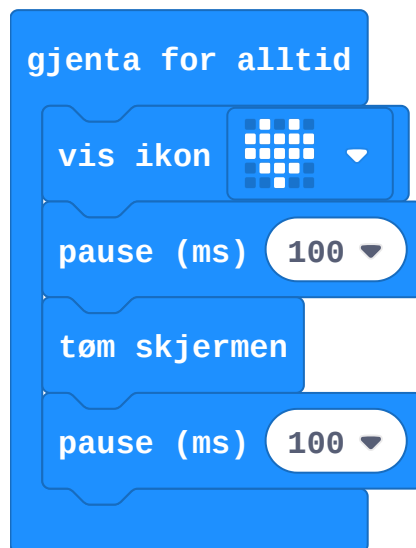 gjenta for alltid
vis ikon
pause (ms) 100
tøm skjermen
pause (ms) 100